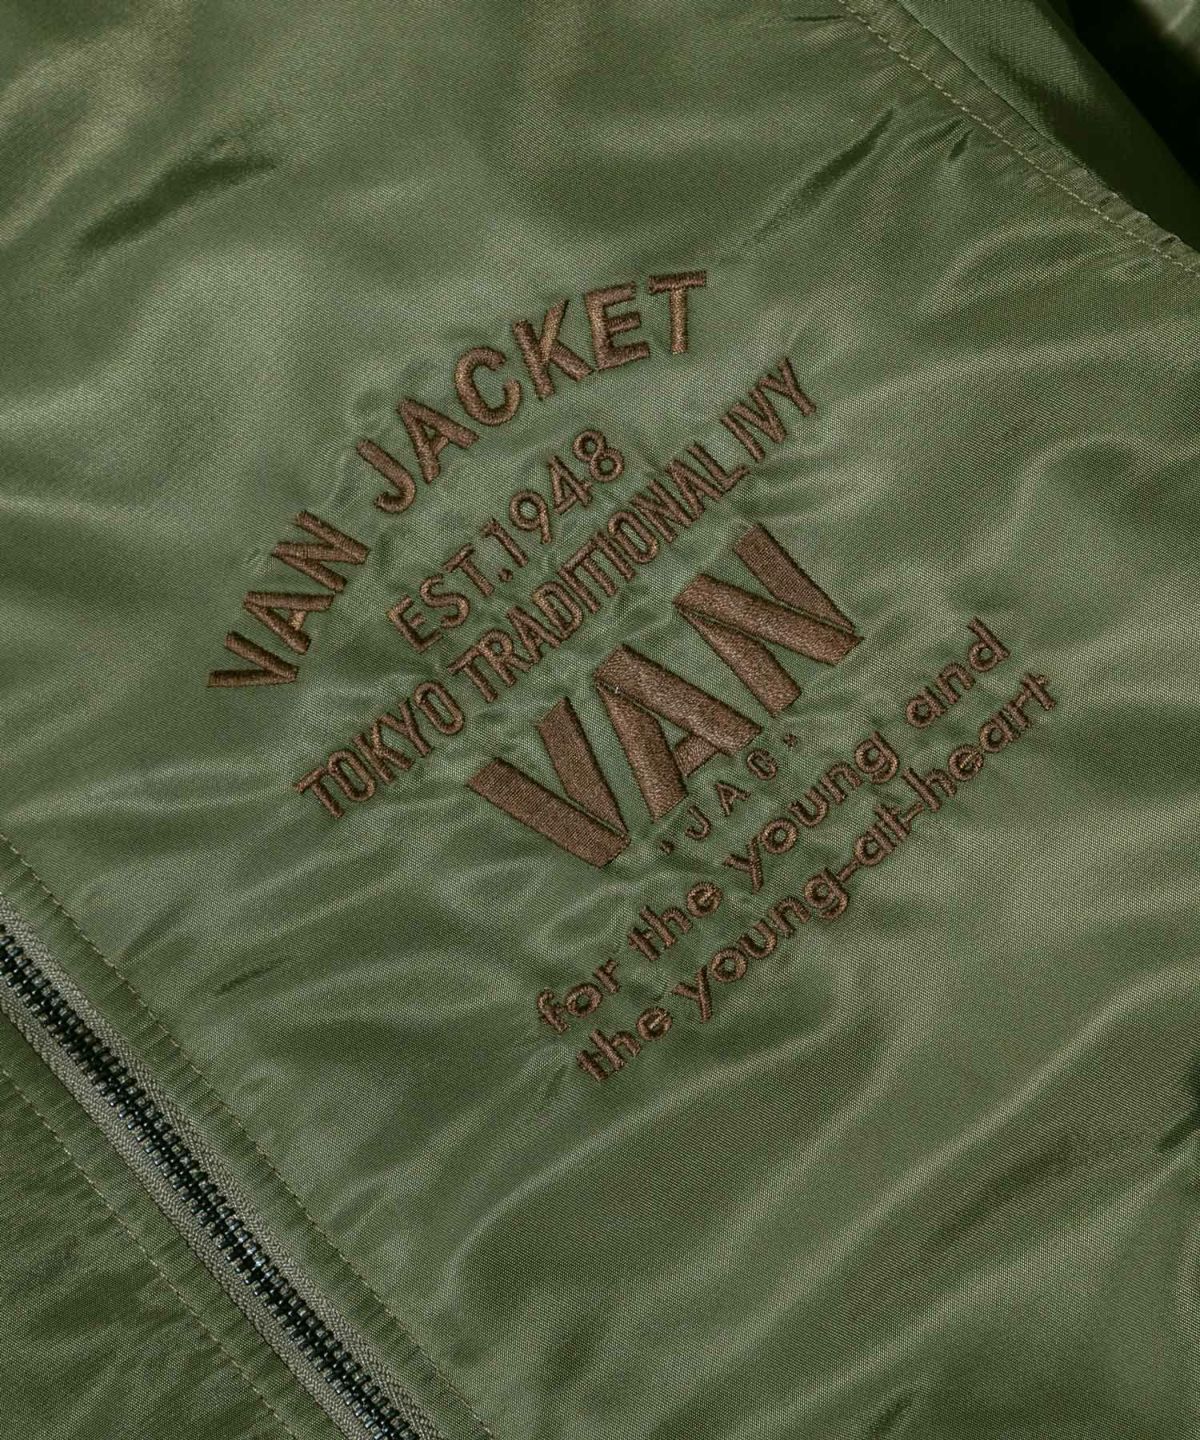 VAN JACKET
EST.1948
TOKYO TRADITIONAL IVY
VAN
"JAC"
for the young and
the young-at-heart